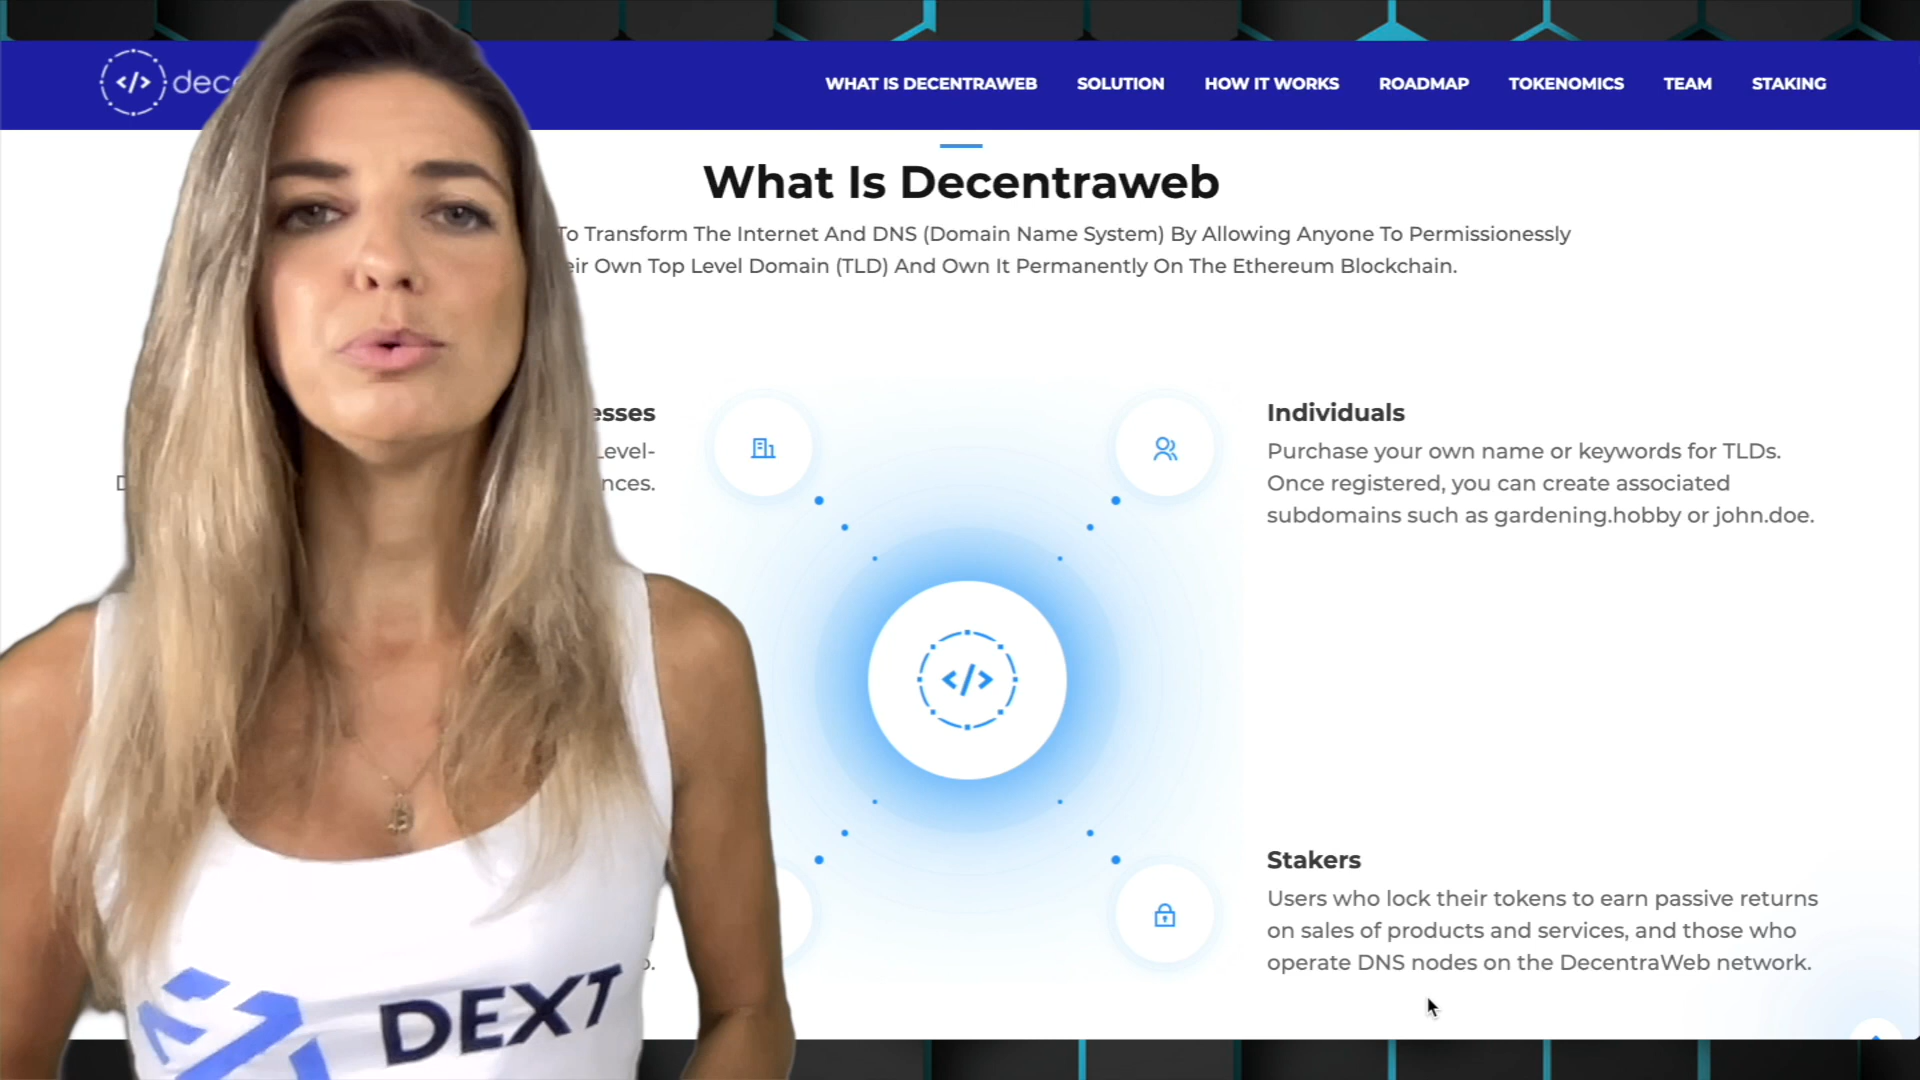 </> dec
WHAT IS DECENTRAWEB SOLUTION HOW IT WORKS ROADMAP TOKENOMICS TEAM STAKING
What Is Decentraweb
To Transform The Internet And DNS (Domain Name System) By Allowing Anyone To Permissionessly
Own Top Level Domain (TLD) And Own It Permanently On The Ethereum Blockchain.
Individuals
Purchase your own name or keywords for TLDs.
Once registered, you can create associated
subdomains such as gardening.hobby or john.doe.
</>
Stakers
Users who lock their tokens to earn passive returns
on sales of products and services, and those who
operate DNS nodes on the DecentraWeb network.
DEXT